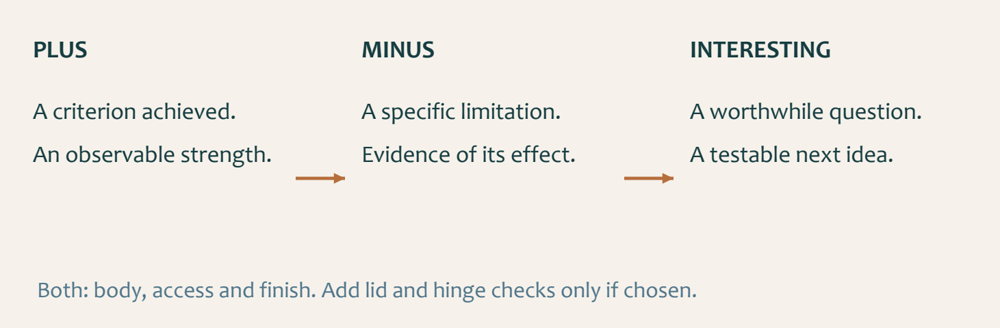 PLUS
A criterion achieved.
An observable strength.
MINUS
A specific limitation.
Evidence of its effect.
INTERESTING
A worthwhile question.
A testable next idea.
Both: body, access and finish. Add lid and hinge checks only if chosen.